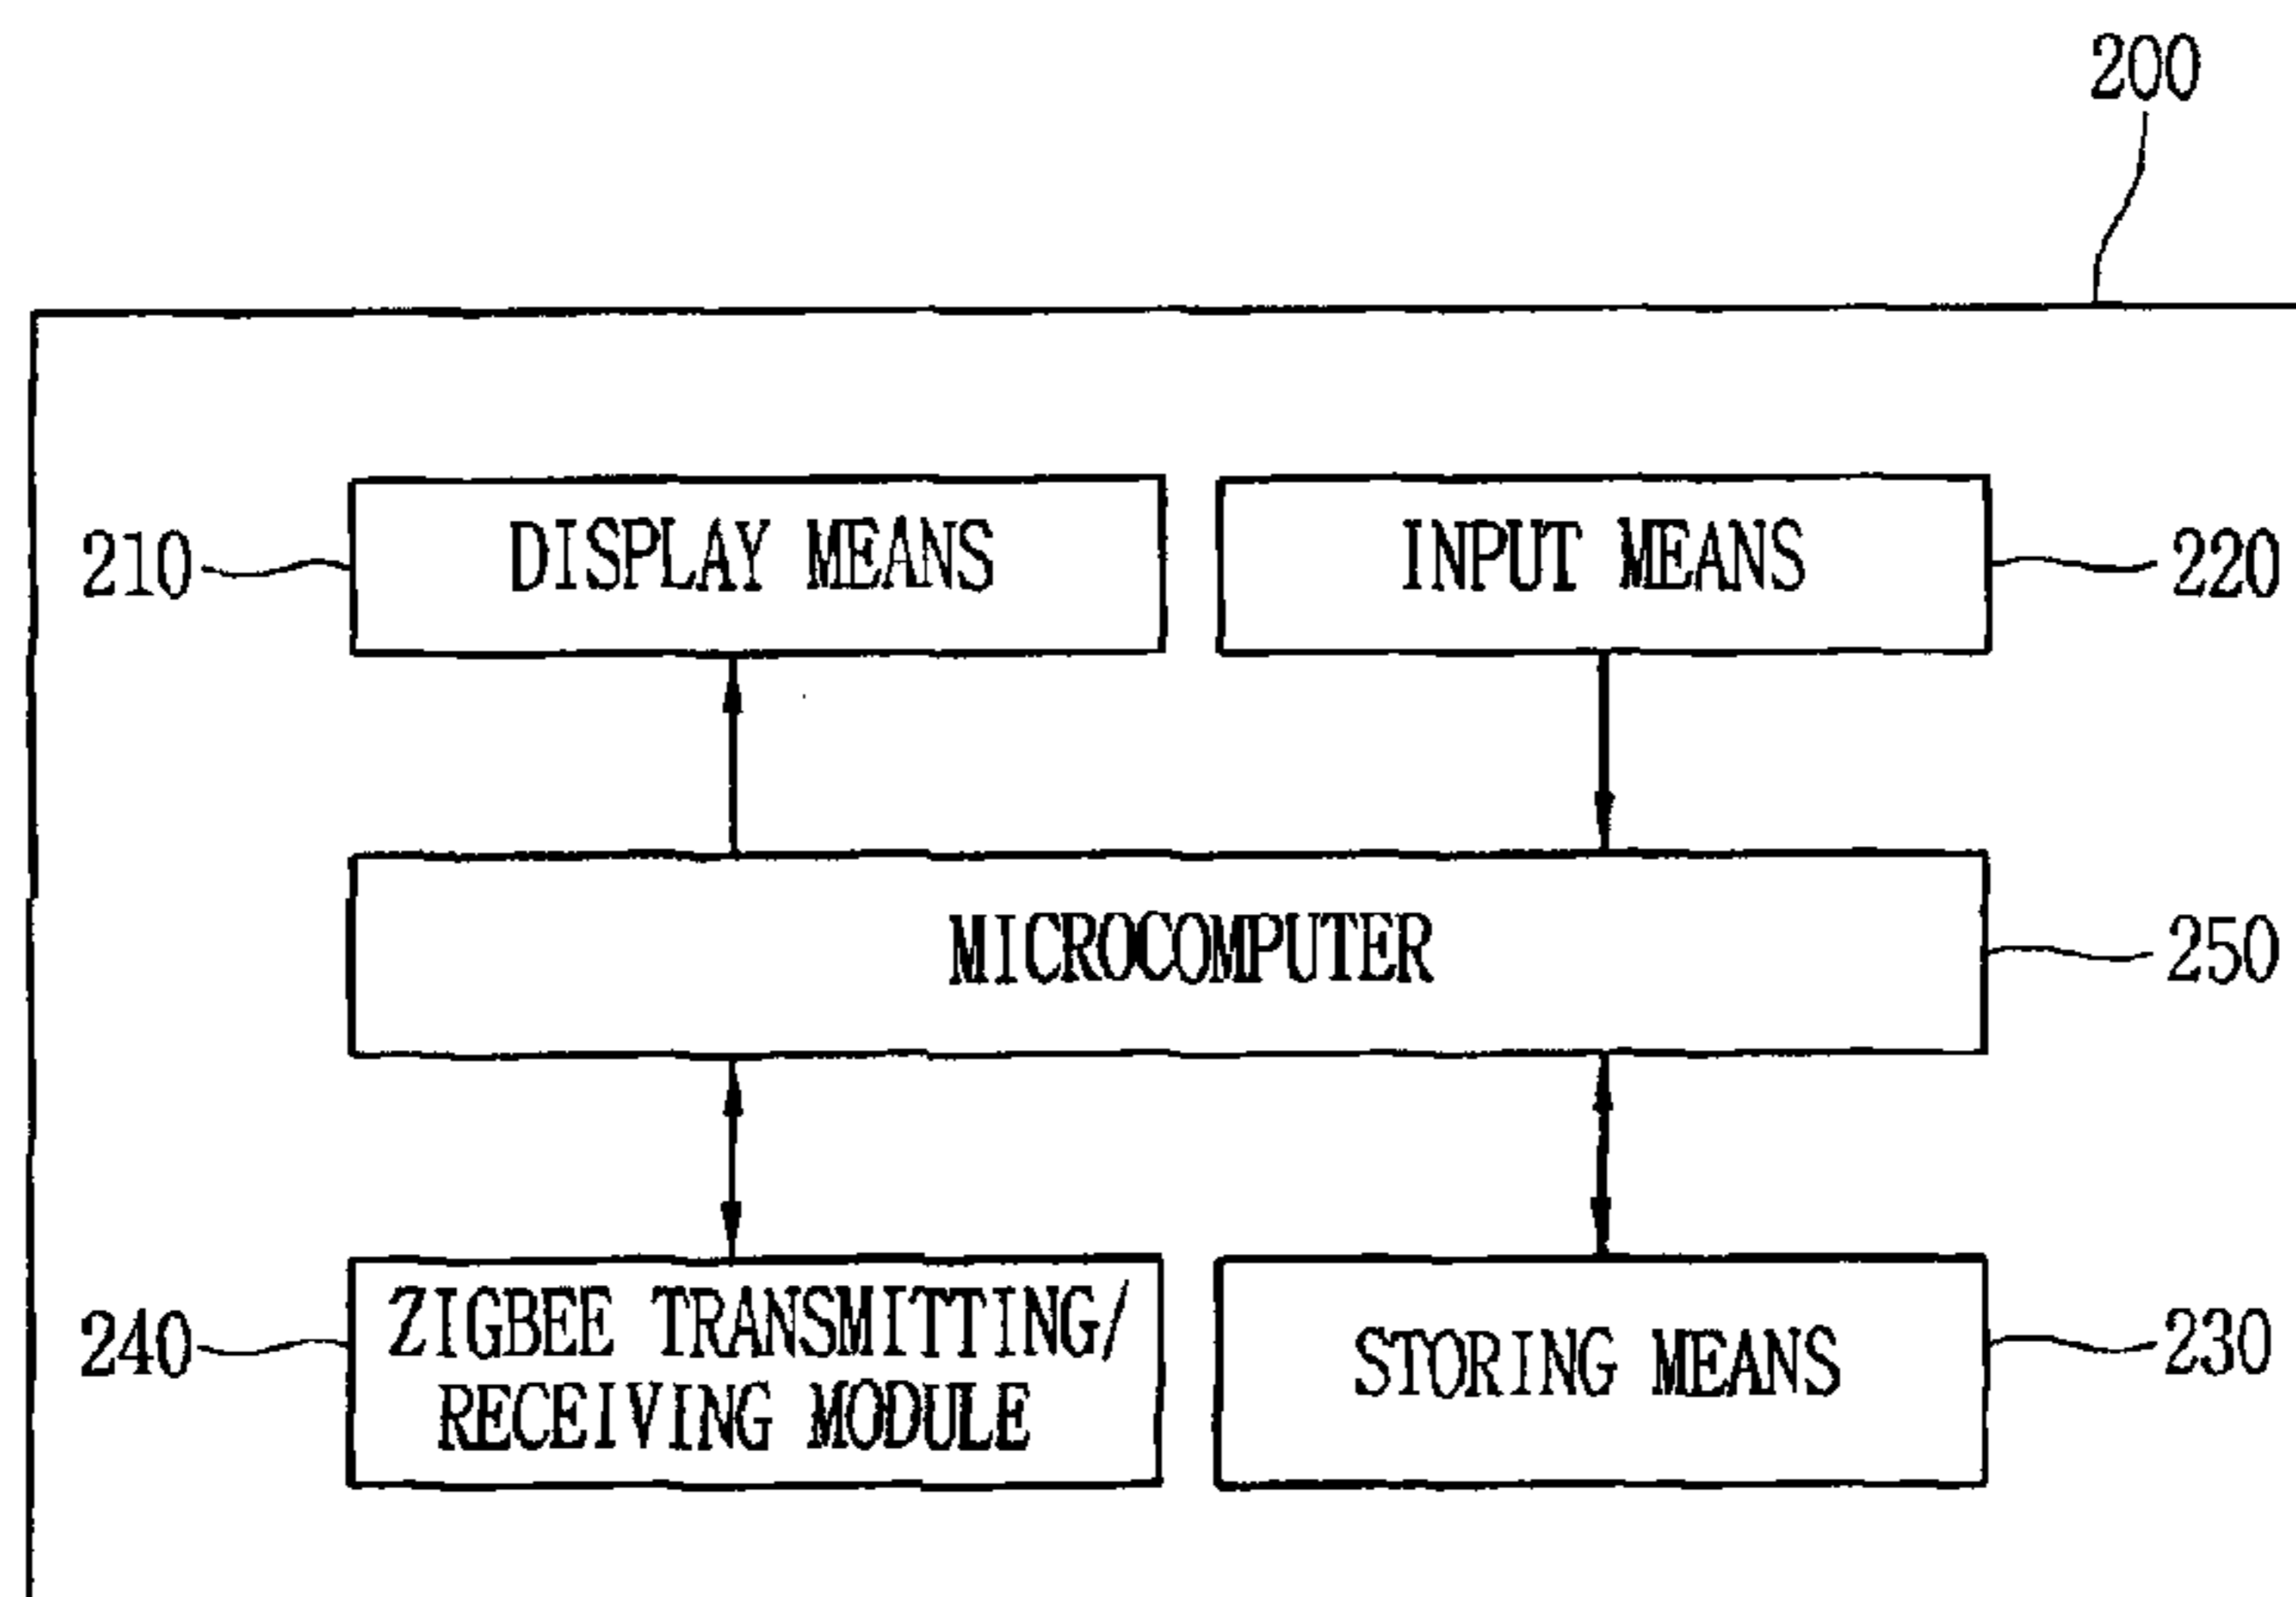 200
210
DISPLAY MEANS
INPUT MEANS
220
MICROCOMPUTER
250
240
ZIGBEE TRANSMITTING/
RECEIVING MODULE
STORING MEANS
230